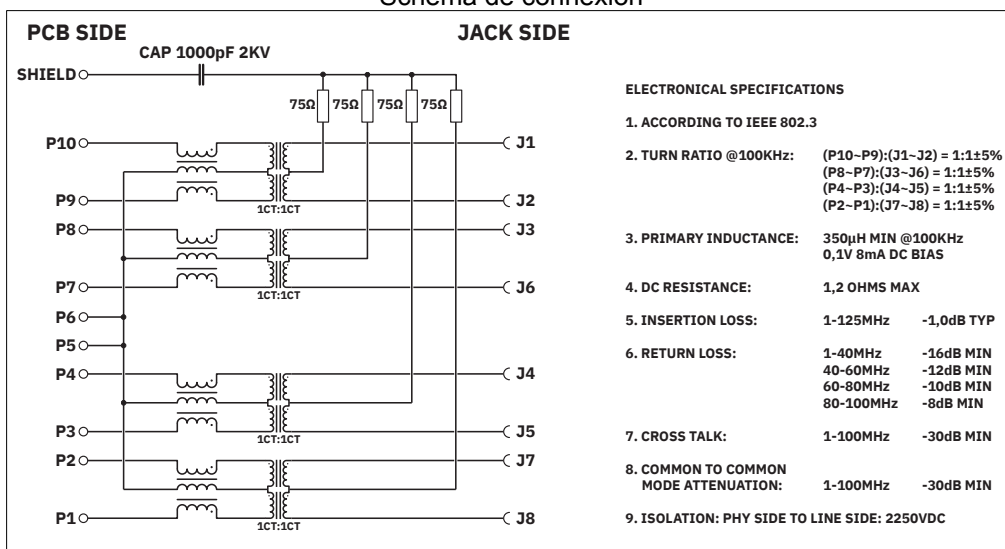 Schéma de connexion
PCB SIDE
JACK SIDE
CAP 1000pF 2KV
SHIELD
75Ω 75Ω 75Ω 75Ω
P10
J1
P9
J2
1CT:1CT
P8
J3
P7
J6
1CT:1CT
P6
P5
P4
J4
P3
J5
1CT:1CT
P2
J7
P1
J8
1CT:1CT
ELECTRONICAL SPECIFICATIONS
1. ACCORDING TO IEEE 802.3
2. TURN RATIO @100KHz: (P10~P9):(J1~J2) = 1:1±5%
(P8~P7):(J3~J6) = 1:1±5%
(P4~P3):(J4~J5) = 1:1±5%
(P2~P1):(J7~J8) = 1:1±5%
3. PRIMARY INDUCTANCE: 350µH MIN @100KHz
0,1V 8mA DC BIAS
4. DC RESISTANCE: 1,2 OHMS MAX
5. INSERTION LOSS: 1-125MHz -1,0dB TYP
6. RETURN LOSS: 1-40MHz -16dB MIN
40-60MHz -12dB MIN
60-80MHz -10dB MIN
80-100MHz -8dB MIN
7. CROSS TALK: 1-100MHz -30dB MIN
8. COMMON TO COMMON
MODE ATTENUATION: 1-100MHz -30dB MIN
9. ISOLATION: PHY SIDE TO LINE SIDE: 2250VDC